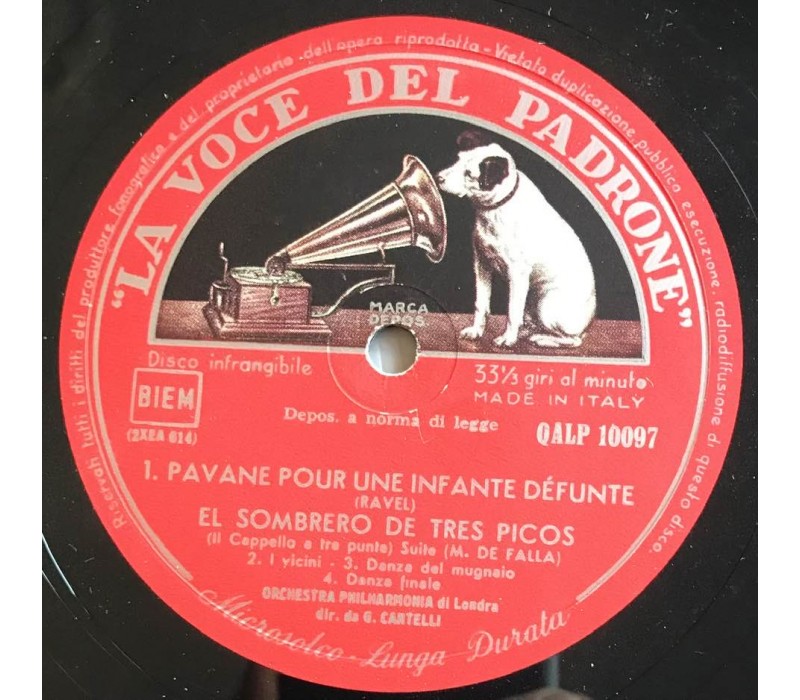 Riservati tutti i diritti del produttore fonografico e del proprietario dell'opera riprodotta - Vietata duplicazione, pubblica esecuzione, radiodiffusione di questo disco.
"LA VOCE DEL PADRONE"
MARCA
DEPOS
Disco infrangibile
33⅓ giri al minuto
MADE IN ITALY
BIEM
(2XEA 614)
Depos. a norma di legge
QALP 10097
1. PAVANE POUR UNE INFANTE DÉFUNTE
(RAVEL)
EL SOMBRERO DE TRES PICOS
(Il Cappello a tre punte) Suite (M. DE FALLA)
2. I vicini - 3. Danza del mugnaio
4. Danza finale
ORCHESTRA PHILHARMONIA di Londra
dir. da G. CANTELLI
Microsolco - Lunga Durata